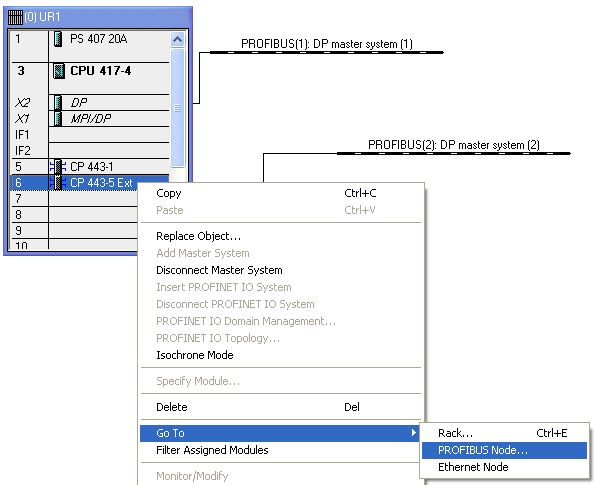 (0) UR1
1 PS 407 20A
3 CPU 417-4
X2 DP
X1 MPI/DP
IF1
IF2
5 CP 443-1
6 CP 443-5 Ext
7
8
9
10
PROFIBUS(1): DP master system (1)
PROFIBUS(2): DP master system (2)
Copy Ctrl+C
Paste Ctrl+V
Replace Object...
Add Master System
Disconnect Master System
Insert PROFINET IO System
Disconnect PROFINET IO System
PROFINET IO Domain Management...
PROFINET IO Topology...
Isochrone Mode
Specify Module...
Delete Del
Go To
Filter Assigned Modules
Monitor/Modify
Rack... Ctrl+E
PROFIBUS Node...
Ethernet Node